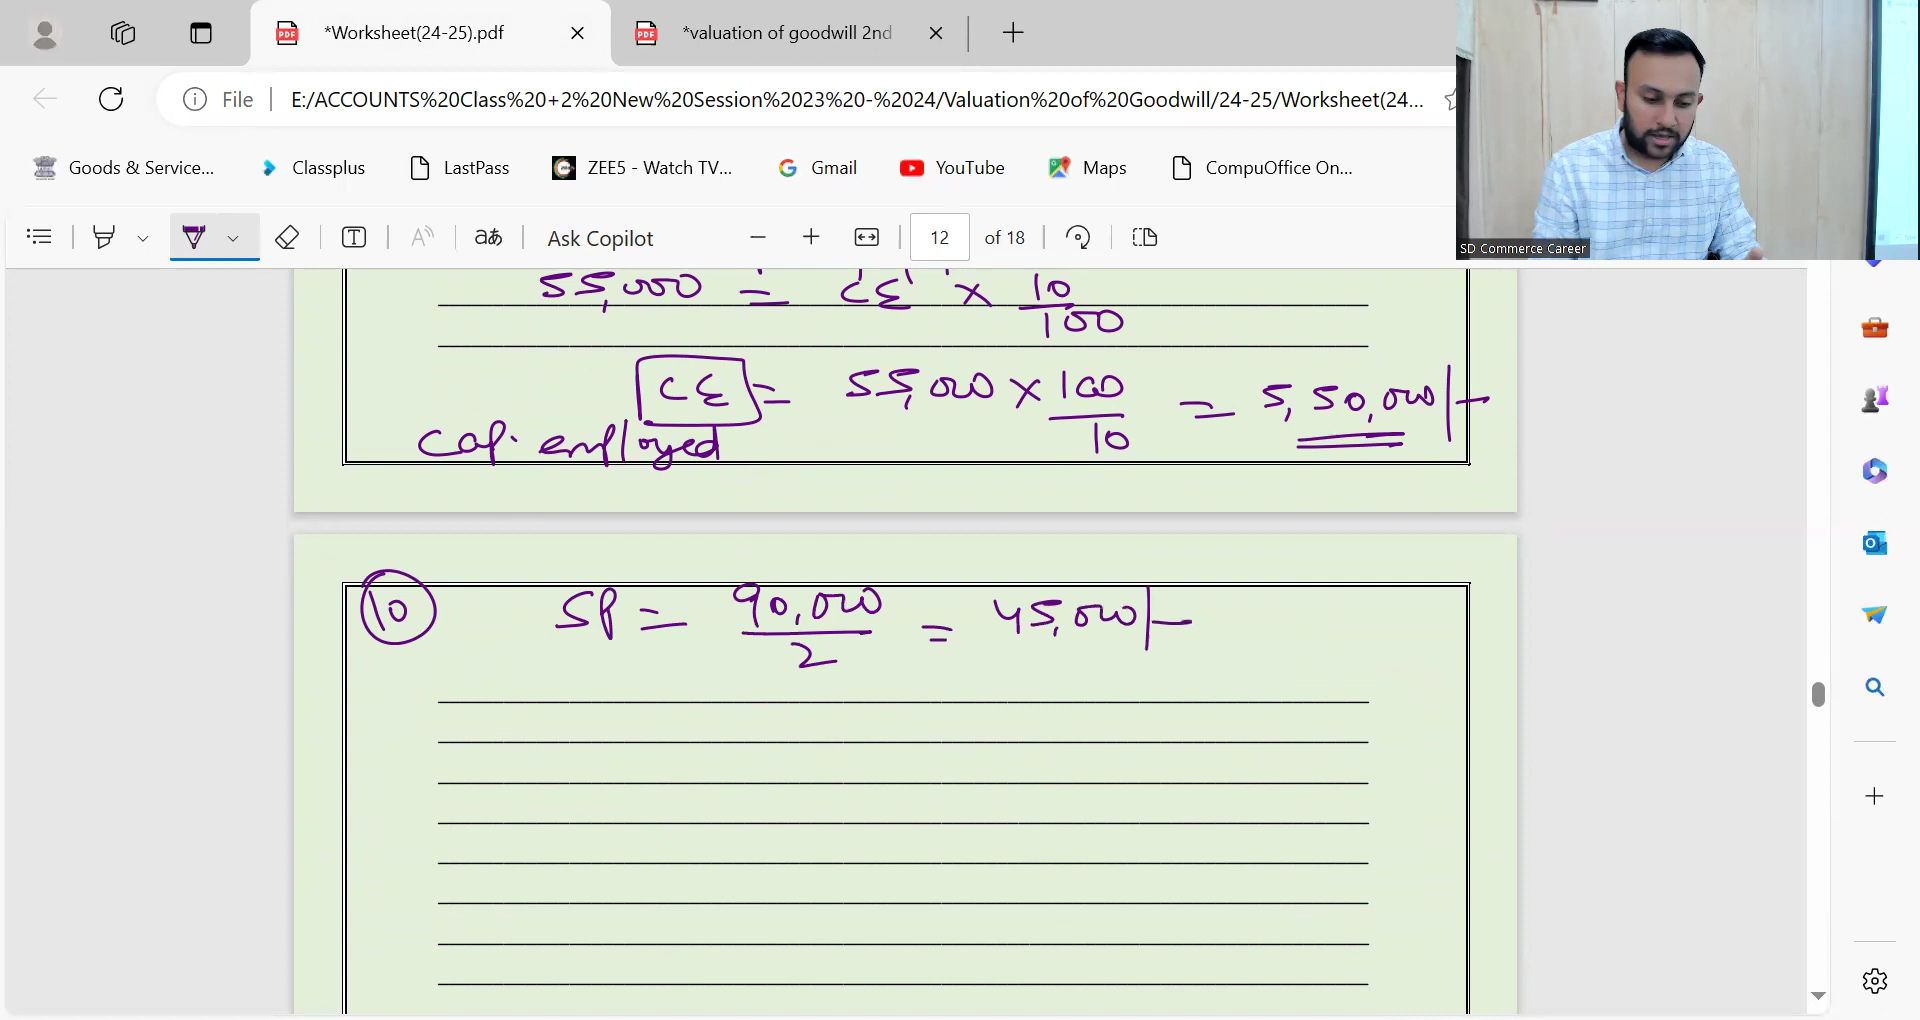 *Worksheet(24-25).pdf
*valuation of goodwill 2nd
File
E:/ACCOUNTS%20Class%20+2%20New%20Session%202023%20-%2024/Valuation%20of%20Goodwill/24-25/Worksheet(24...
Goods & Service...
Classplus
LastPass
ZEE5 - Watch TV...
Gmail
YouTube
Maps
CompuOffice On...
aあ
Ask Copilot
12
of 18
SD Commerce Career
55,000 = CE × 10/100
CE = 55,000 × 100/10 = 5,50,000/-
Cap. employed
10 SP = 90,000/2 = 45,000/-